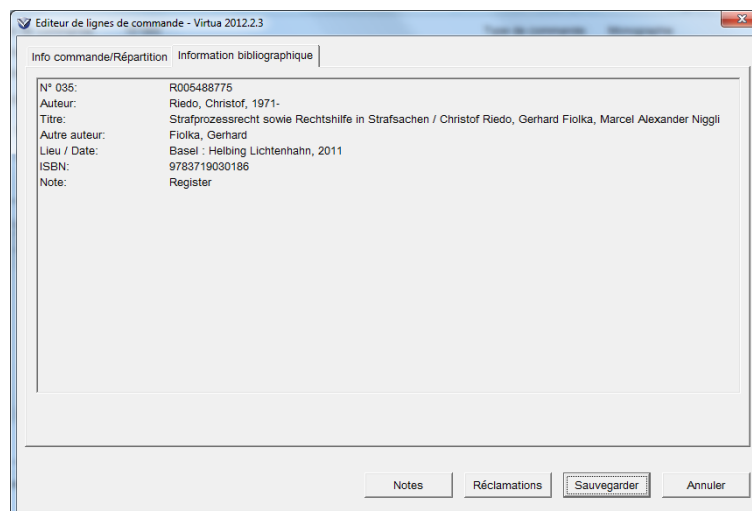 Editeur de lignes de commande - Virtua 2012.2.3
Info commande/Répartition Information bibliographique
N° 035: R005488775
Auteur: Riedo, Christof, 1971-
Titre: Strafprozessrecht sowie Rechtshilfe in Strafsachen / Christof Riedo, Gerhard Fiolka, Marcel Alexander Niggli
Autre auteur: Fiolka, Gerhard
Lieu / Date: Basel : Helbing Lichtenhahn, 2011
ISBN: 9783719030186
Note: Register
Notes Réclamations Sauvegarder Annuler